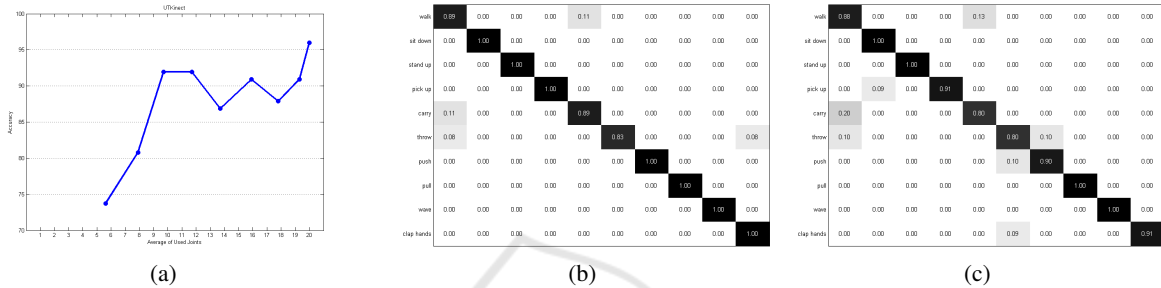 UTKinect
100
95
90
85
80
75
70
Accuracy
1 2 3 4 5 6 7 8 9 10 11 12 13 14 15 16 17 18 19 20
Average of Used Joints
(a)
walk 0.89 0.00 0.00 0.00 0.11 0.00 0.00 0.00 0.00 0.00
sit down 0.00 1.00 0.00 0.00 0.00 0.00 0.00 0.00 0.00 0.00
stand up 0.00 0.00 1.00 0.00 0.00 0.00 0.00 0.00 0.00 0.00
pick up 0.00 0.00 0.00 1.00 0.00 0.00 0.00 0.00 0.00 0.00
carry 0.11 0.00 0.00 0.00 0.89 0.00 0.00 0.00 0.00 0.00
throw 0.08 0.00 0.00 0.00 0.00 0.83 0.00 0.00 0.00 0.08
push 0.00 0.00 0.00 0.00 0.00 0.00 1.00 0.00 0.00 0.00
pull 0.00 0.00 0.00 0.00 0.00 0.00 0.00 1.00 0.00 0.00
wave 0.00 0.00 0.00 0.00 0.00 0.00 0.00 0.00 1.00 0.00
clap hands 0.00 0.00 0.00 0.00 0.00 0.00 0.00 0.00 0.00 1.00
(b)
walk 0.88 0.00 0.00 0.00 0.13 0.00 0.00 0.00 0.00 0.00
sit down 0.00 1.00 0.00 0.00 0.00 0.00 0.00 0.00 0.00 0.00
stand up 0.00 0.00 1.00 0.00 0.00 0.00 0.00 0.00 0.00 0.00
pick up 0.00 0.09 0.00 0.91 0.00 0.00 0.00 0.00 0.00 0.00
carry 0.20 0.00 0.00 0.00 0.80 0.00 0.00 0.00 0.00 0.00
throw 0.10 0.00 0.00 0.00 0.00 0.80 0.10 0.00 0.00 0.00
push 0.00 0.00 0.00 0.00 0.00 0.10 0.90 0.00 0.00 0.00
pull 0.00 0.00 0.00 0.00 0.00 0.00 0.00 1.00 0.00 0.00
wave 0.00 0.00 0.00 0.00 0.00 0.00 0.00 0.00 1.00 0.00
clap hands 0.00 0.00 0.00 0.00 0.00 0.09 0.00 0.00 0.00 0.91
(c)